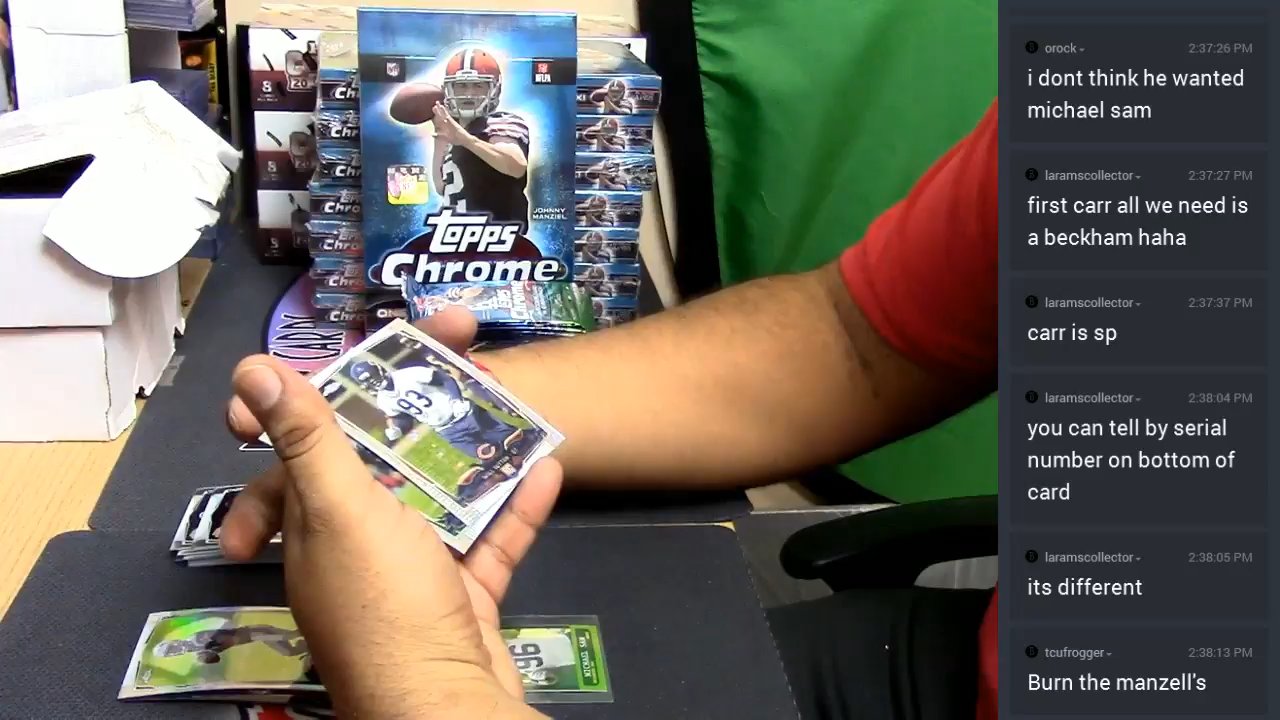 JOHNNY
MANZIEL
Topps
Chrome
93
96
MICHAEL SAM
orock
2:37:26 PM
i dont think he wanted
michael sam
laramscollector
2:37:27 PM
first carr all we need is
a beckham haha
laramscollector
2:37:37 PM
carr is sp
laramscollector
2:38:04 PM
you can tell by serial
number on bottom of
card
laramscollector
2:38:05 PM
its different
tcufrogger
2:38:13 PM
Burn the manzell's